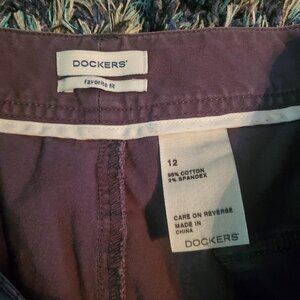 DOCKERS®
favorite fit
12
98% COTTON
2% SPANDEX
CARE ON REVERSE
MADE IN
CHINA
DOCKERS®